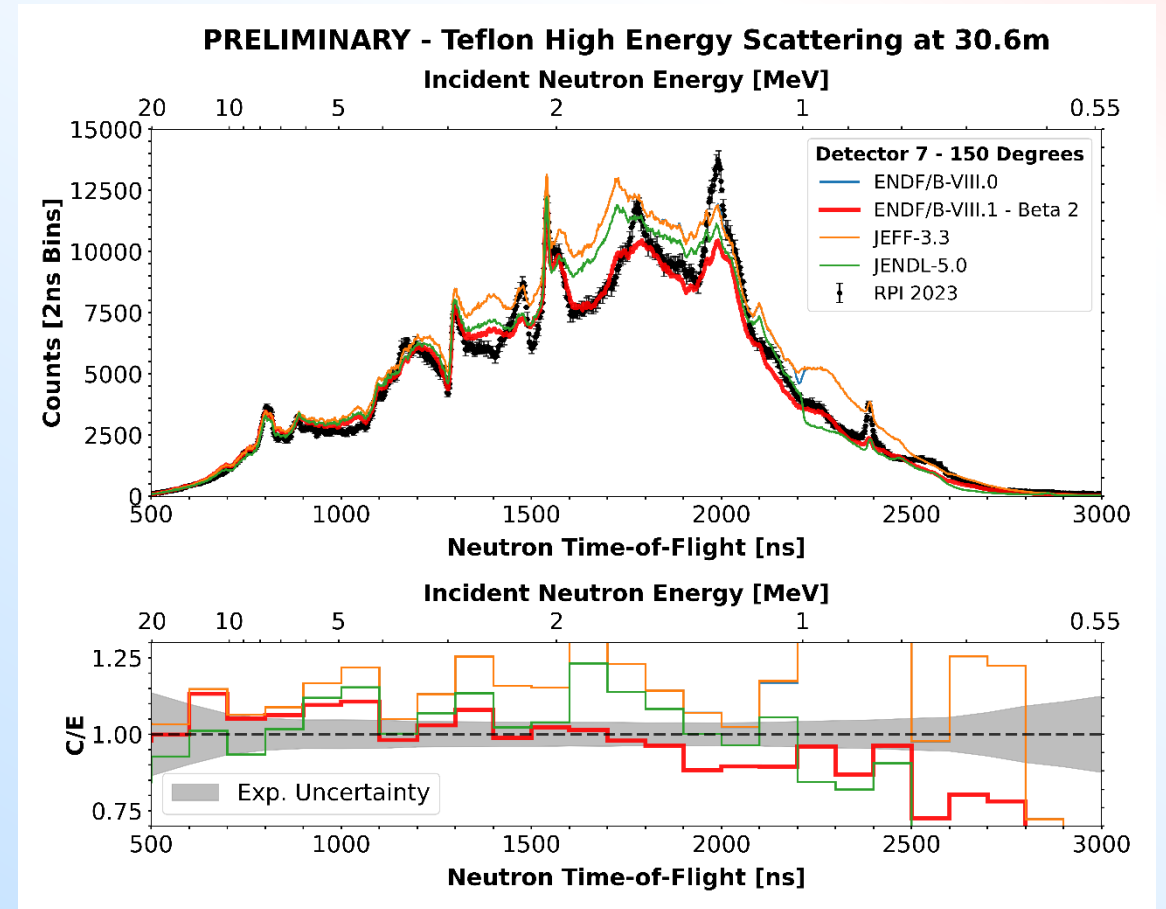 PRELIMINARY - Teflon High Energy Scattering at 30.6m
Incident Neutron Energy [MeV]
20 10 5 2 1 0.55
15000
12500
10000
7500
5000
2500
0
Counts [2ns Bins]
Detector 7 - 150 Degrees
ENDF/B-VIII.0
ENDF/B-VIII.1 - Beta 2
JEFF-3.3
JENDL-5.0
RPI 2023
500 1000 1500 2000 2500 3000
Neutron Time-of-Flight [ns]
Incident Neutron Energy [MeV]
20 10 5 2 1 0.55
1.25
1.00
0.75
C/E
Exp. Uncertainty
500 1000 1500 2000 2500 3000
Neutron Time-of-Flight [ns]